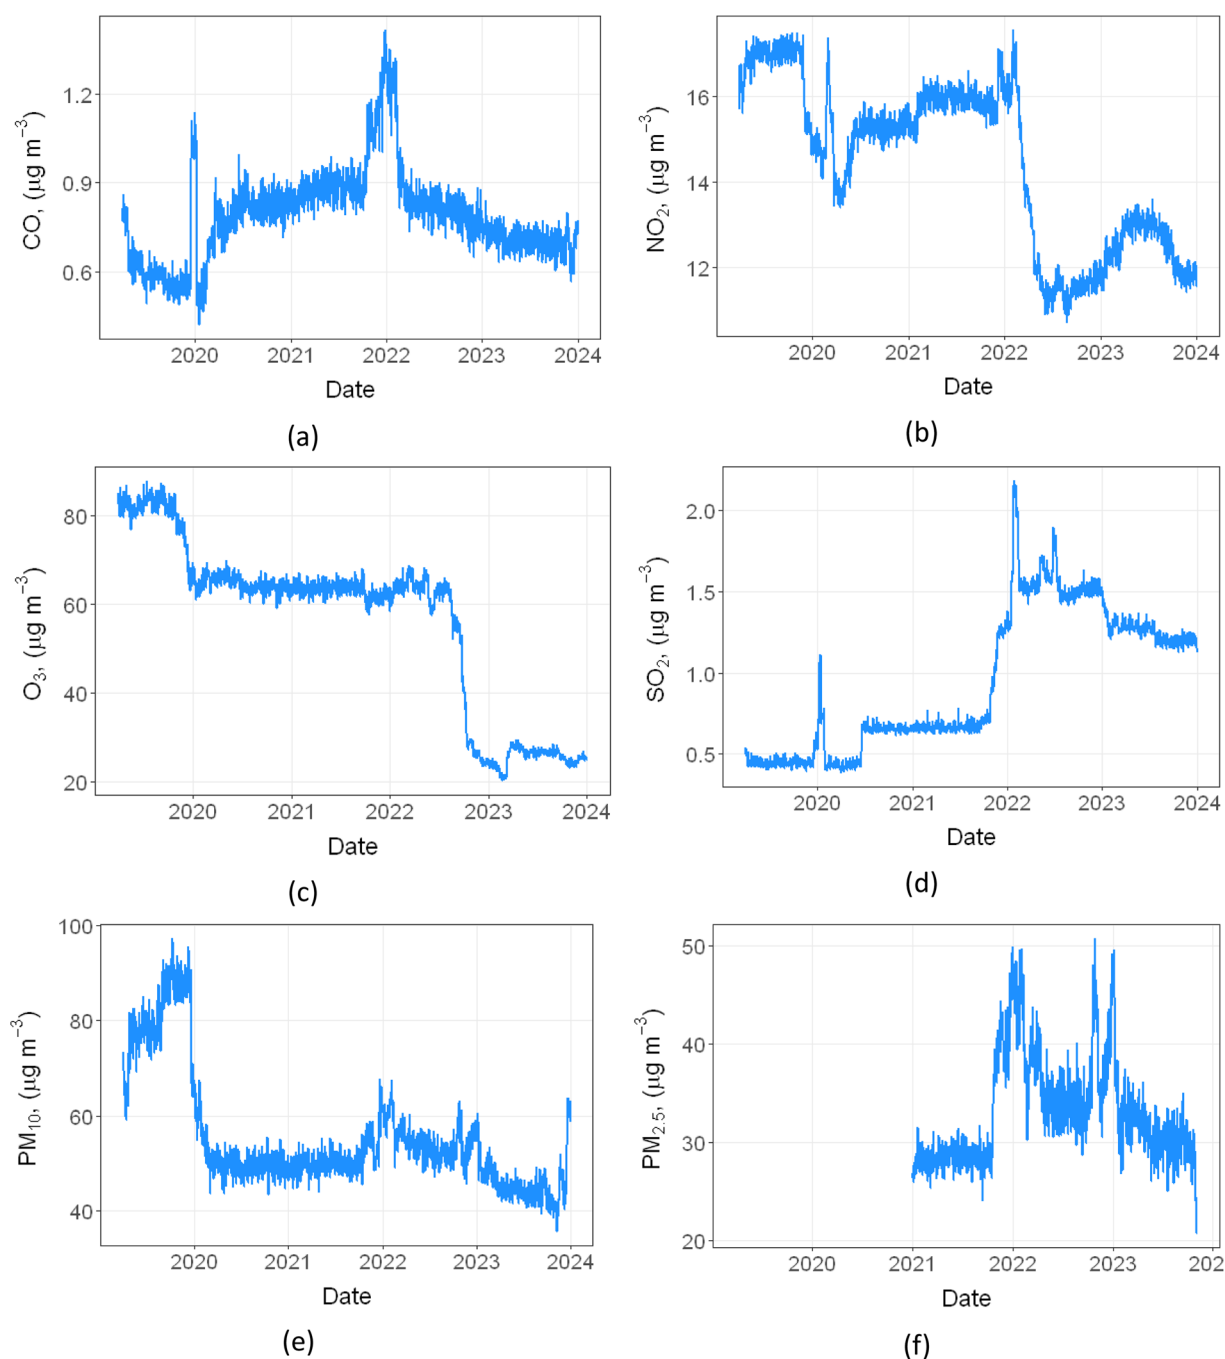 CO, (μg m−3)
1.2
0.9
0.6
2020 2021 2022 2023 2024
Date
(a)
NO2, (μg m−3)
16
14
12
2020 2021 2022 2023 2024
Date
(b)
O3, (μg m−3)
80
60
40
20
2020 2021 2022 2023 2024
Date
(c)
SO2, (μg m−3)
2.0
1.5
1.0
0.5
2020 2021 2022 2023 2024
Date
(d)
PM10, (μg m−3)
100
80
60
40
2020 2021 2022 2023 2024
Date
(e)
PM2.5, (μg m−3)
50
40
30
20
2020 2021 2022 2023 202
Date
(f)